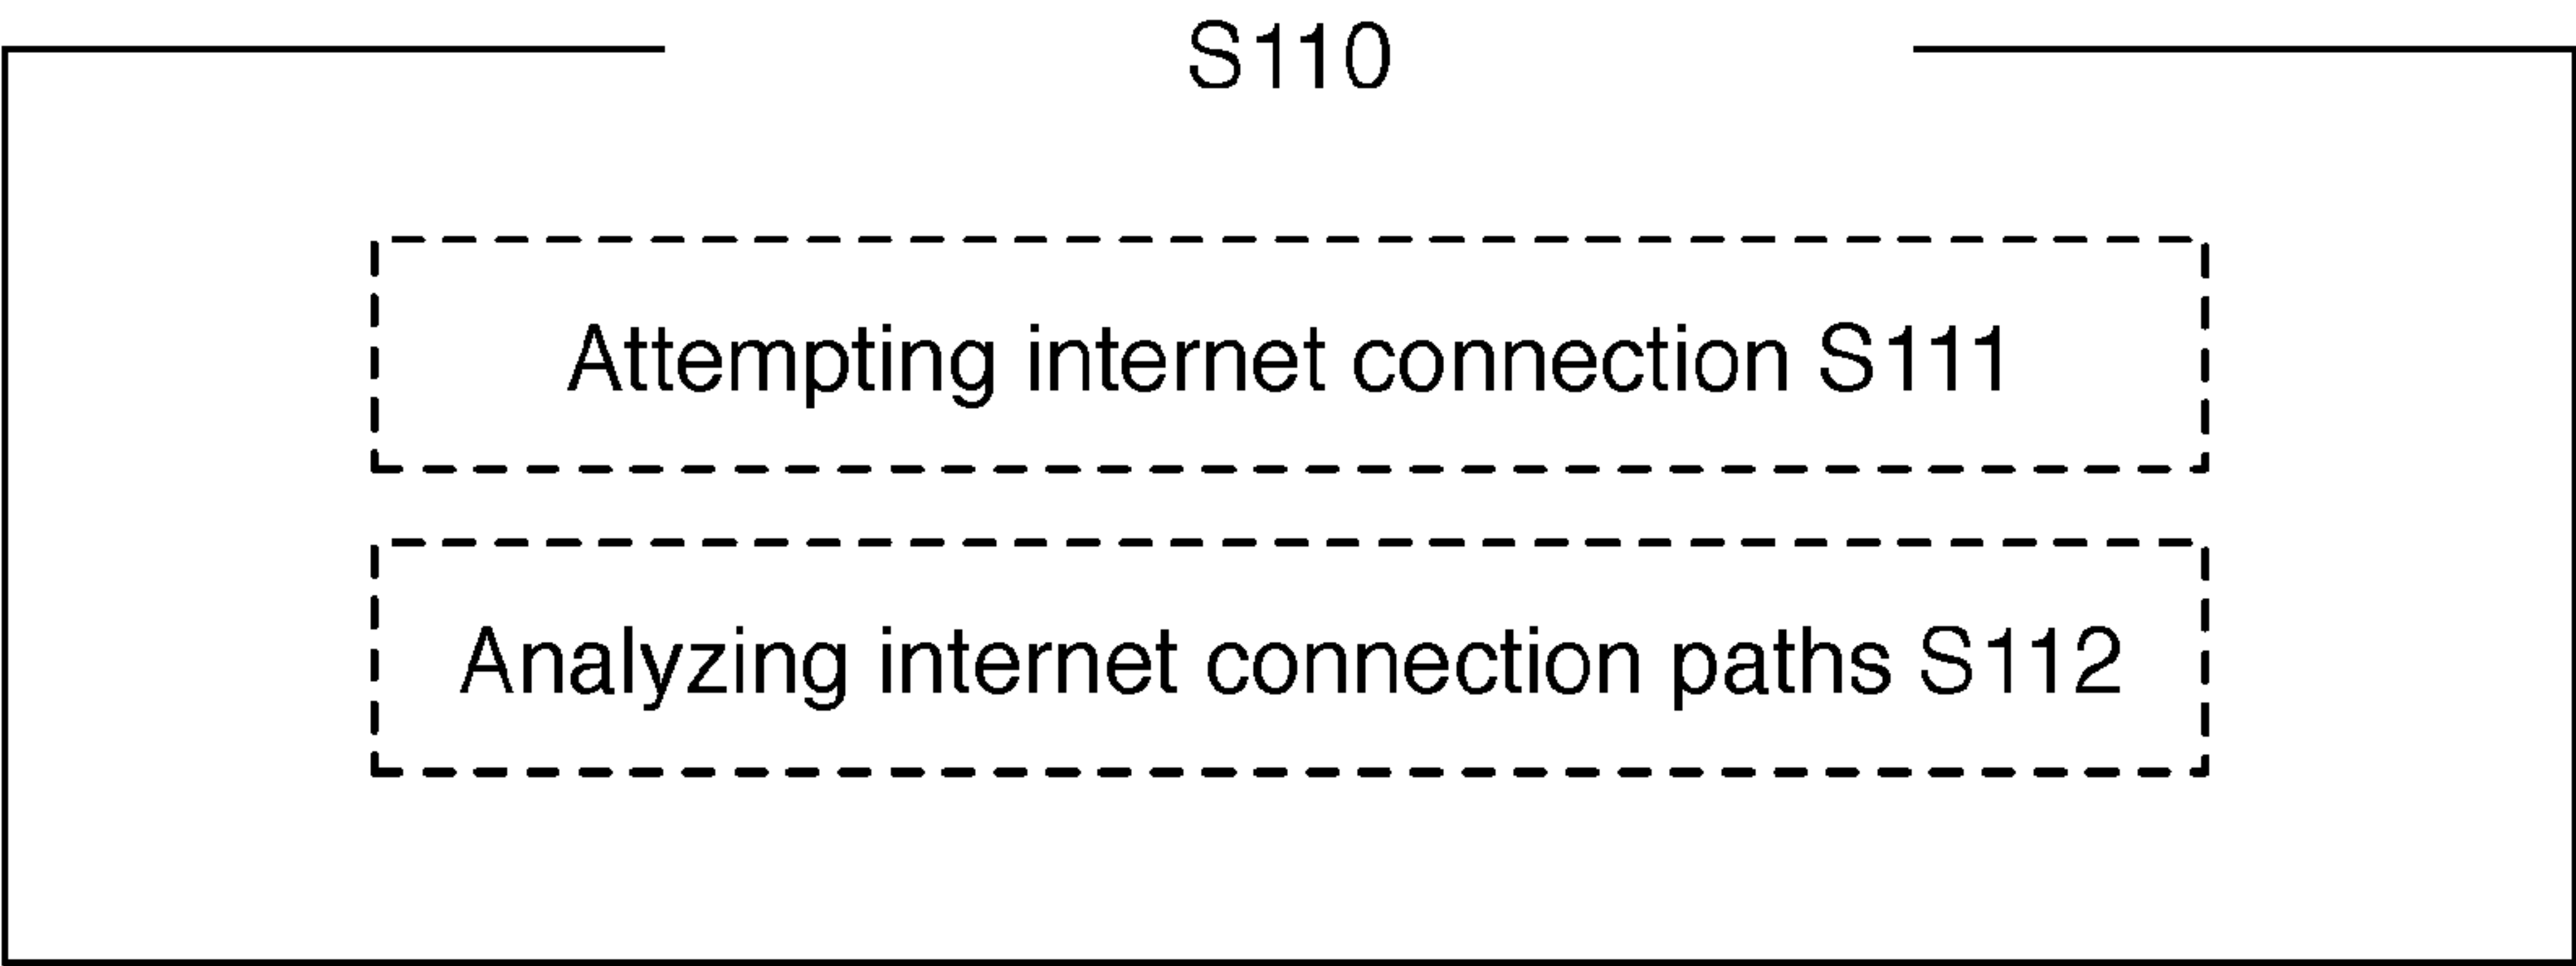 S110
Attempting internet connection S111
Analyzing internet connection paths S112